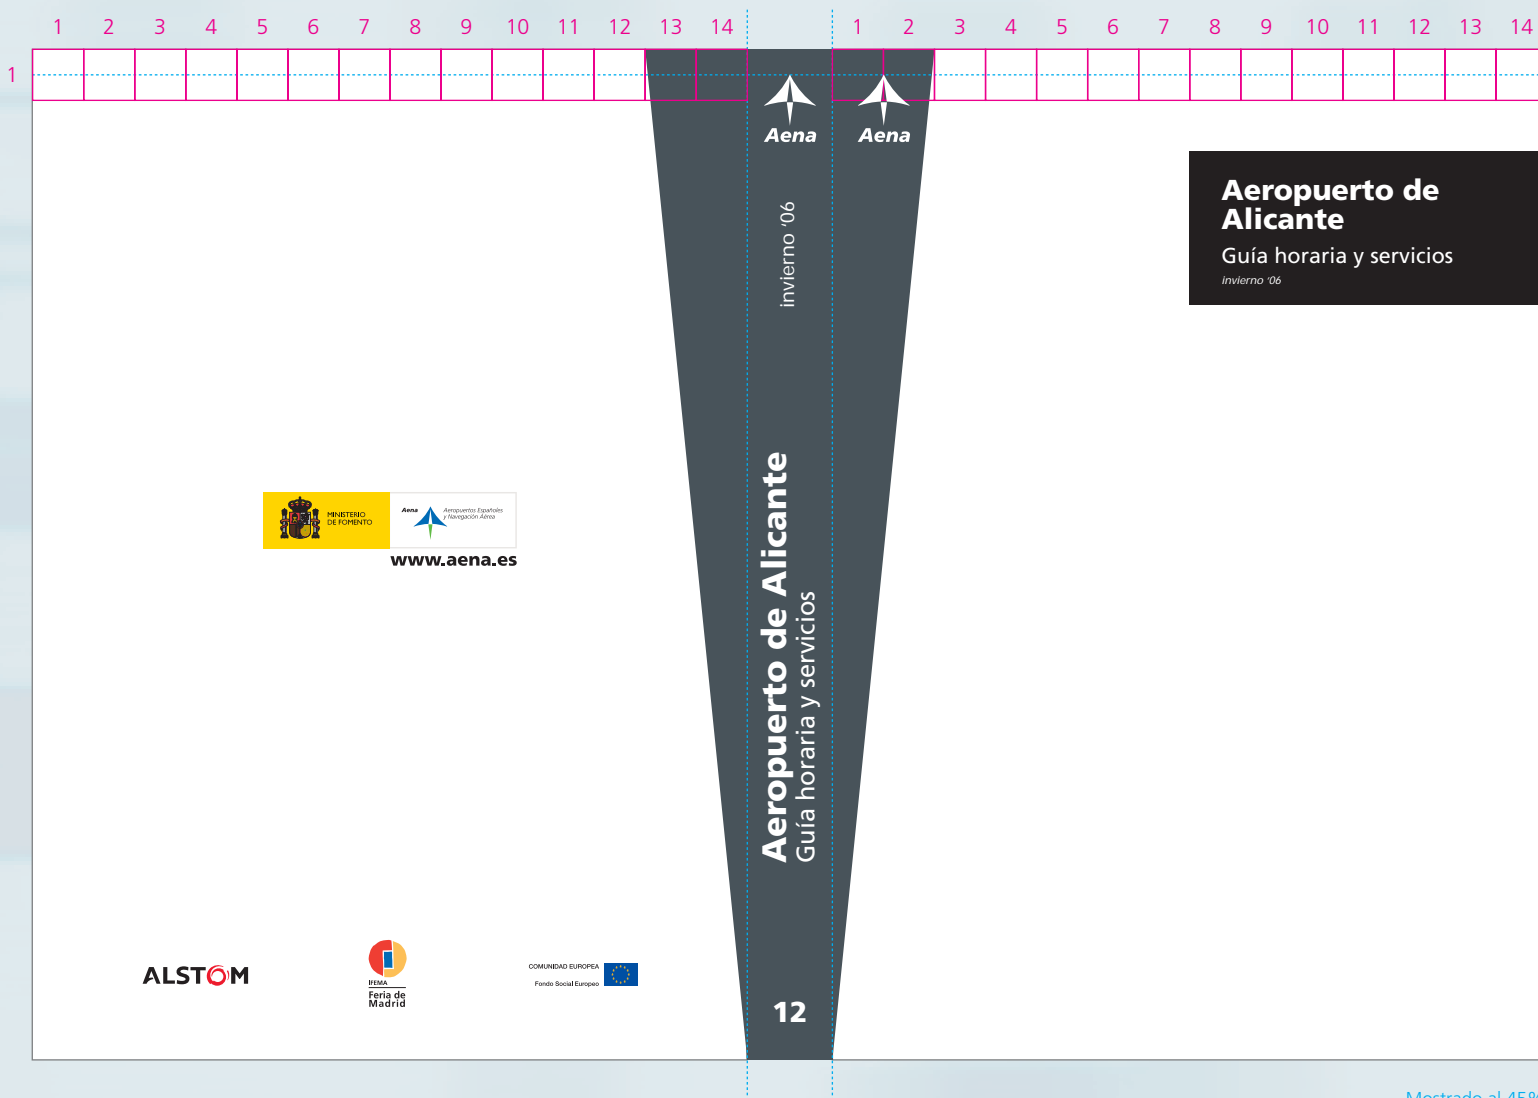 1 2 3 4 5 6 7 8 9 10 11 12 13 14 1 2 3 4 5 6 7 8 9 10 11 12 13 14
1
Aena
Aena
invierno ‘06
Aeropuerto de Alicante
Guía horaria y servicios
12
Aeropuerto de
Alicante
Guía horaria y servicios
invierno ‘06
MINISTERIO
DE FOMENTO
Aena
Aeropuertos Españoles
y Navegación Aérea
www.aena.es
ALSTOM
IFEMA
Feria de
Madrid
COMUNIDAD EUROPEA
Fondo Social Europeo
Mostrado al 45%